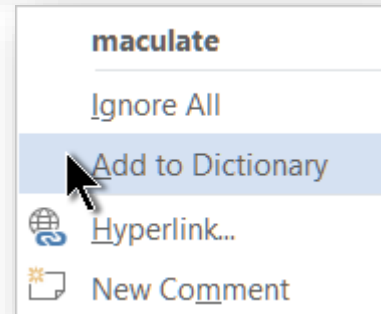 maculate
Ignore All
Add to Dictionary
Hyperlink...
New Comment